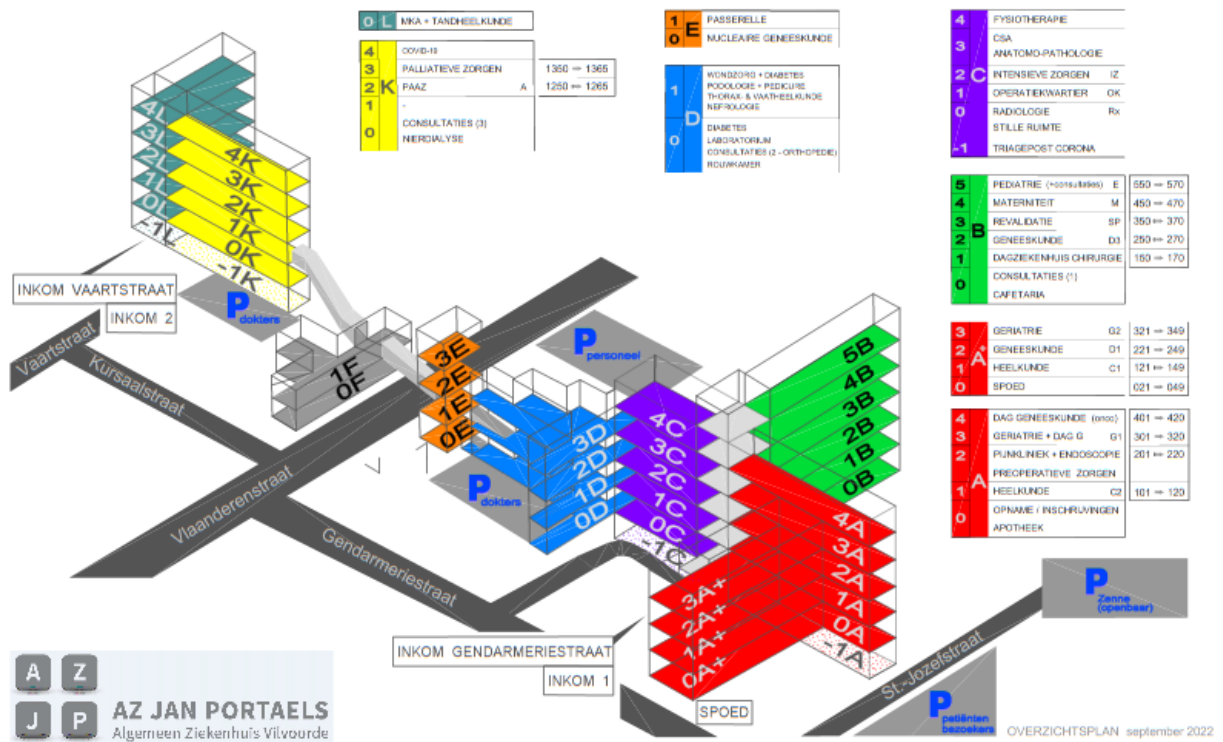 0 L MKA + TANDHEELKUNDE
4 COVID-19
3 PALLIATIEVE ZORGEN 1350 ⇔ 1365
2 K PAAZ A 1250 ⇔ 1265
1 -
0 CONSULTATIES (3)
NIERDIALYSE
1 E PASSERELLE
0 NUCLEAIRE GENEESKUNDE
1 D WONDZORG + DIABETES
PODOLOGIE + PEDICURE
THORAX- & VAATHEELKUNDE
NEFROLOGIE
0 DIABETES
LABORATORIUM
CONSULTATIES (2 - ORTHOPEDIE)
ROUWKAMER
4 C FYSIOTHERAPIE
3 CSA
ANATOMO-PATHOLOGIE
2 INTENSIEVE ZORGEN IZ
1 OPERATIEKWARTIER OK
0 RADIOLOGIE Rx
STILLE RUIMTE
-1 TRIAGEPOST CORONA
5 B PEDIATRIE (+consultaties) E 550 ⇔ 570
4 MATERNITEIT M 450 ⇔ 470
3 REVALIDATIE SP 350 ⇔ 370
2 GENEESKUNDE D3 250 ⇔ 270
1 DAGZIEKENHUIS CHIRURGIE 150 ⇔ 170
0 CONSULTATIES (1)
CAFETARIA
3 A+ GERIATRIE G2 321 ⇔ 349
2 GENEESKUNDE D1 221 ⇔ 249
1 HEELKUNDE C1 121 ⇔ 149
0 SPOED 021 ⇔ 049
4 A DAG GENEESKUNDE (onco) 401 ⇔ 420
3 GERIATRIE + DAG G G1 301 ⇔ 320
2 PIJNKLINIEK + ENDOSCOPIE 201 ⇔ 220
PREOPERATIEVE ZORGEN
1 HEELKUNDE C2 101 ⇔ 120
0 OPNAME / INSCHRIJVINGEN
APOTHEEK
4L
3L
2L
1L
0L
-1L
4K
3K
2K
1K
0K
-1K
INKOM VAARTSTRAAT
INKOM 2
P dokters
Vaartstraat
Kursaalstraat
1F
0F
3E
2E
1E
0E
P personeel
3D
2D
1D
0D
4C
3C
2C
1C
0C
-1C
5B
4B
3B
2B
1B
0B
P dokters
Vlaanderenstraat
Gendarmeriestraat
4A
3A
2A
1A
0A
-1A
3A+
2A+
1A+
0A+
P Zenne
(openbaar)
INKOM GENDARMERIESTRAAT
INKOM 1
SPOED
St.-Jozefstraat
P patiënten
bezoekers
A Z
J P
AZ JAN PORTAELS
Algemeen Ziekenhuis Vilvoorde
OVERZICHTSPLAN september 2022